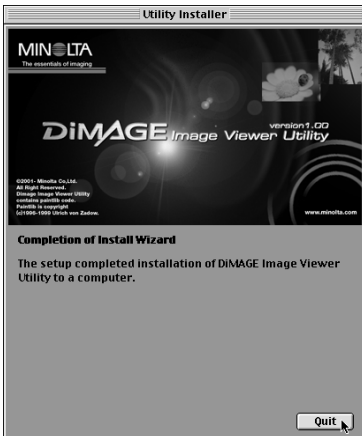 Utility Installer
MINOLTA
The essentials of imaging
DiMAGE Image Viewer Utility
version1.00
©2001- Minolta Co,Ltd.
All Right Reserved.
Dimage Image Viewer Utility
contains paintlib code.
Paintlib is copyright
(c)1996-1999 Ulrich von Zadow.
www.minolta.com
Completion of Install Wizard
The setup completed installation of DiMAGE Image Viewer
Utility to a computer.
Quit